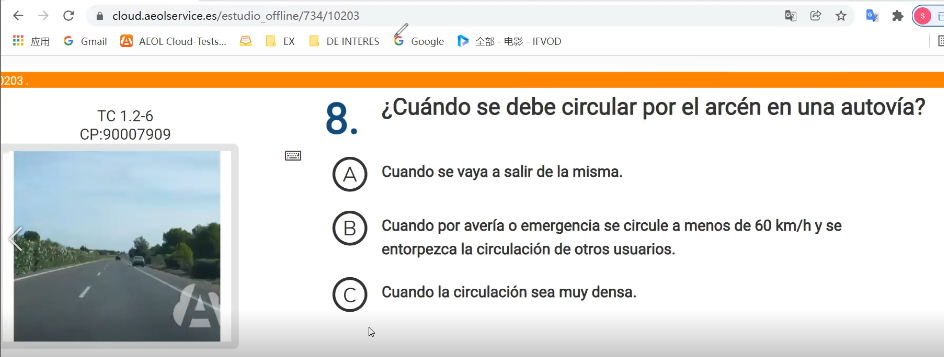 cloud.aeolservice.es/estudio_offline/734/10203
应用 Gmail AEOL Cloud-Tests... EX DE INTERES Google 全部 - 电影 - IFVOD
0203 .
TC 1.2-6
CP:90007909
8. ¿Cuándo se debe circular por el arcén en una autovía?
A Cuando se vaya a salir de la misma.
B Cuando por avería o emergencia se circule a menos de 60 km/h y se
entorpezca la circulación de otros usuarios.
C Cuando la circulación sea muy densa.